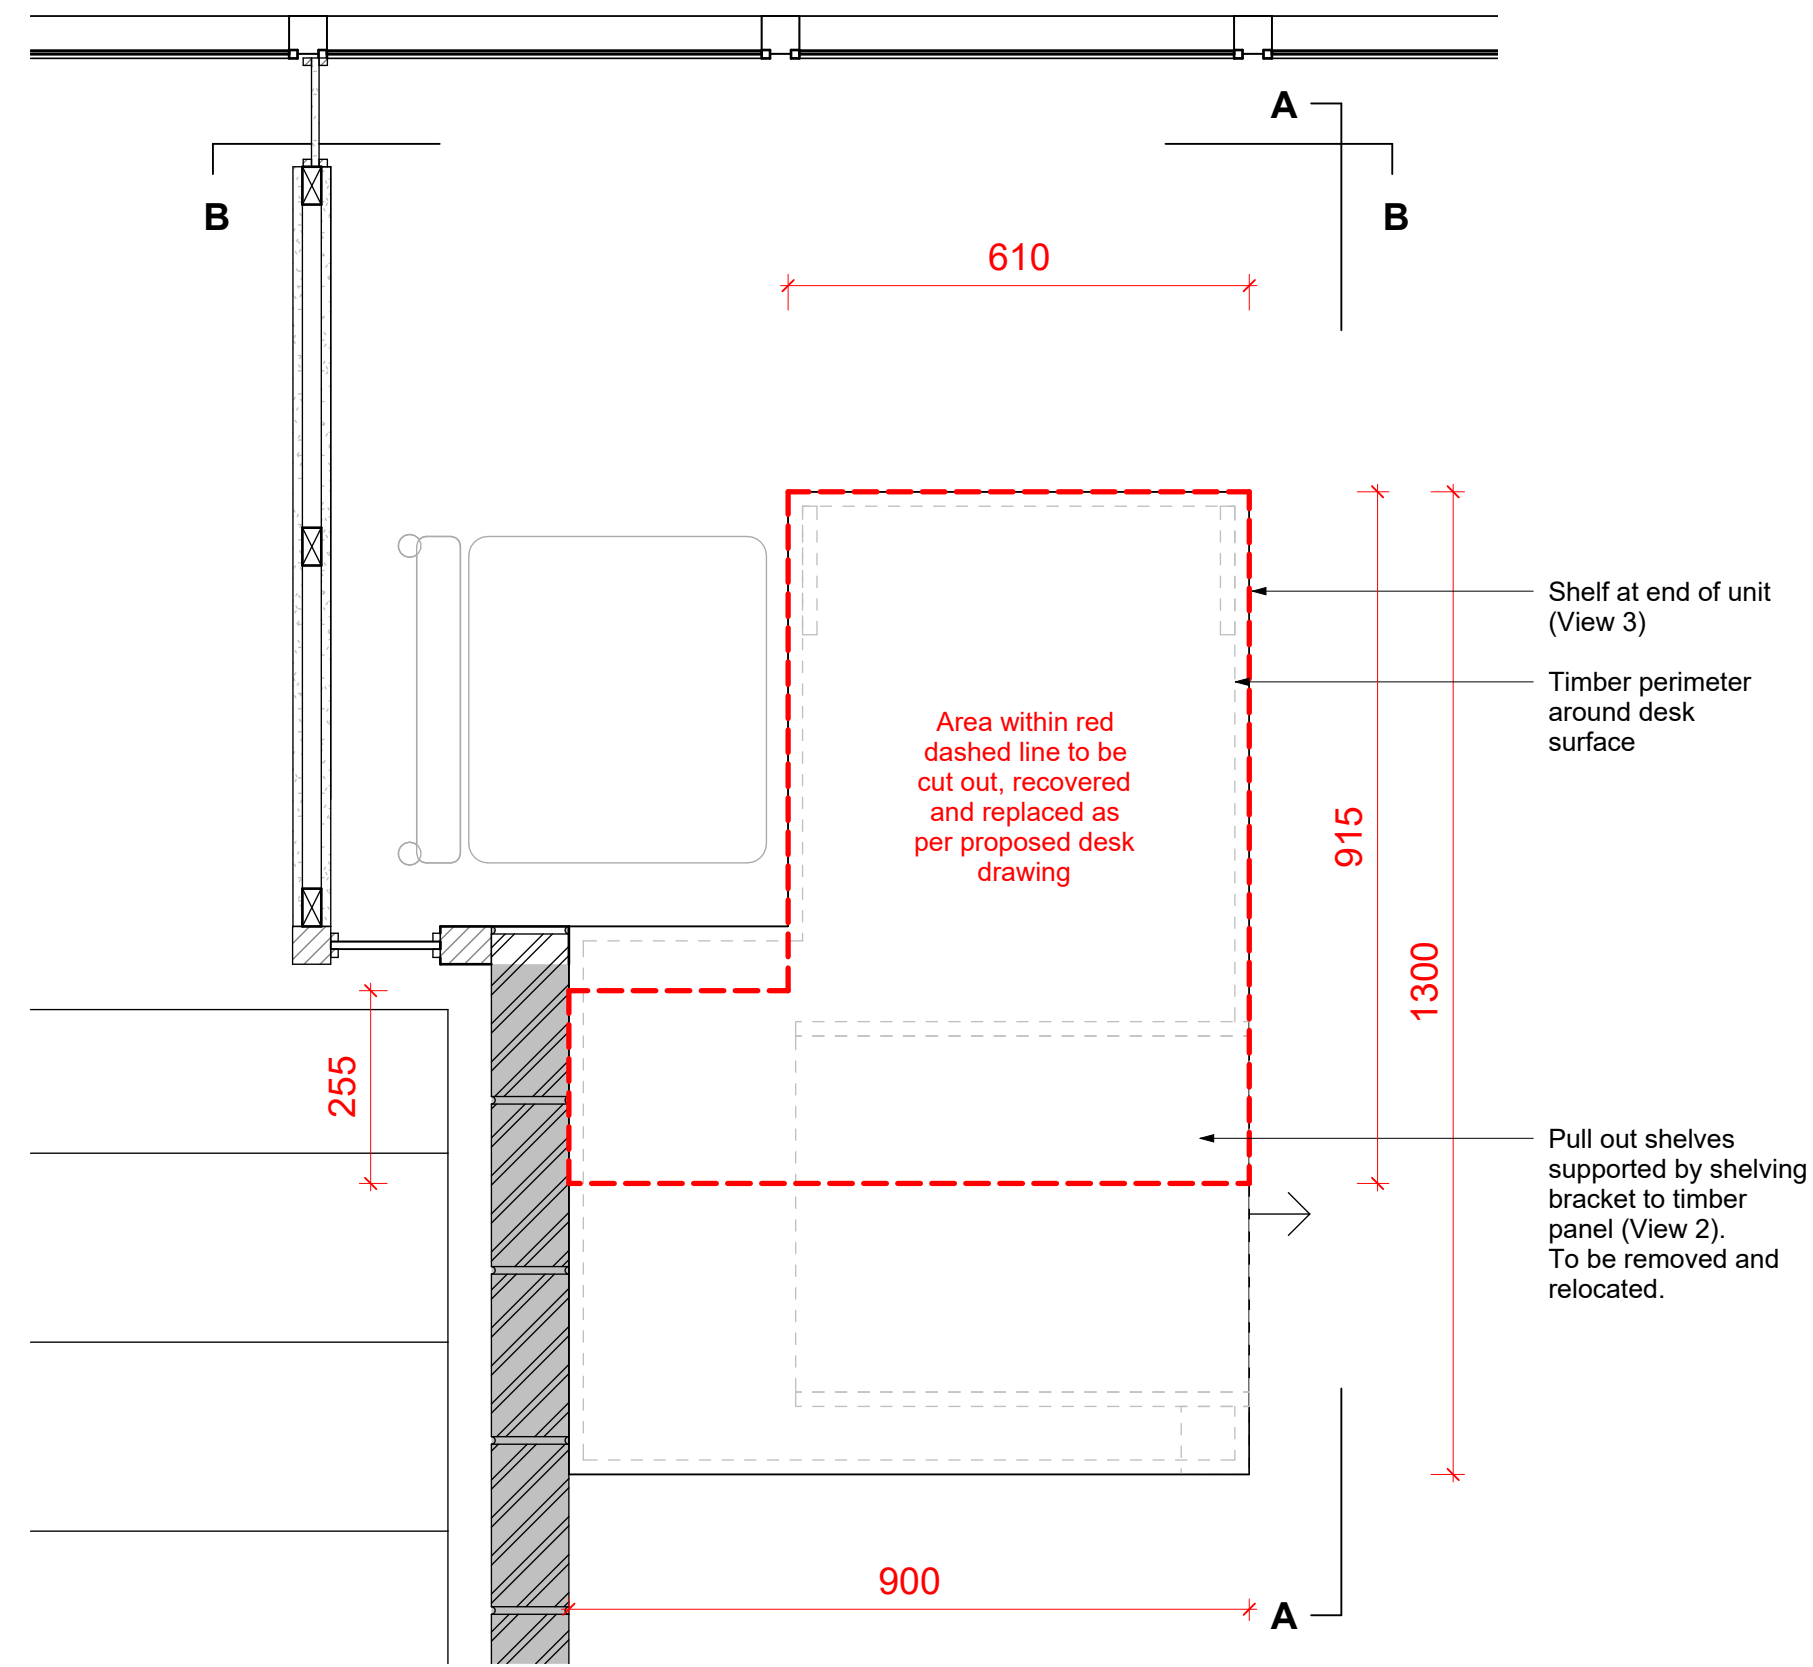 A
B
B
610
Shelf at end of unit
(View 3)
Timber perimeter
around desk
surface
Area within red
dashed line to be
cut out, recovered
and replaced as
per proposed desk
drawing
915
1300
255
Pull out shelves
supported by shelving
bracket to timber
panel (View 2).
To be removed and
relocated.
900
A